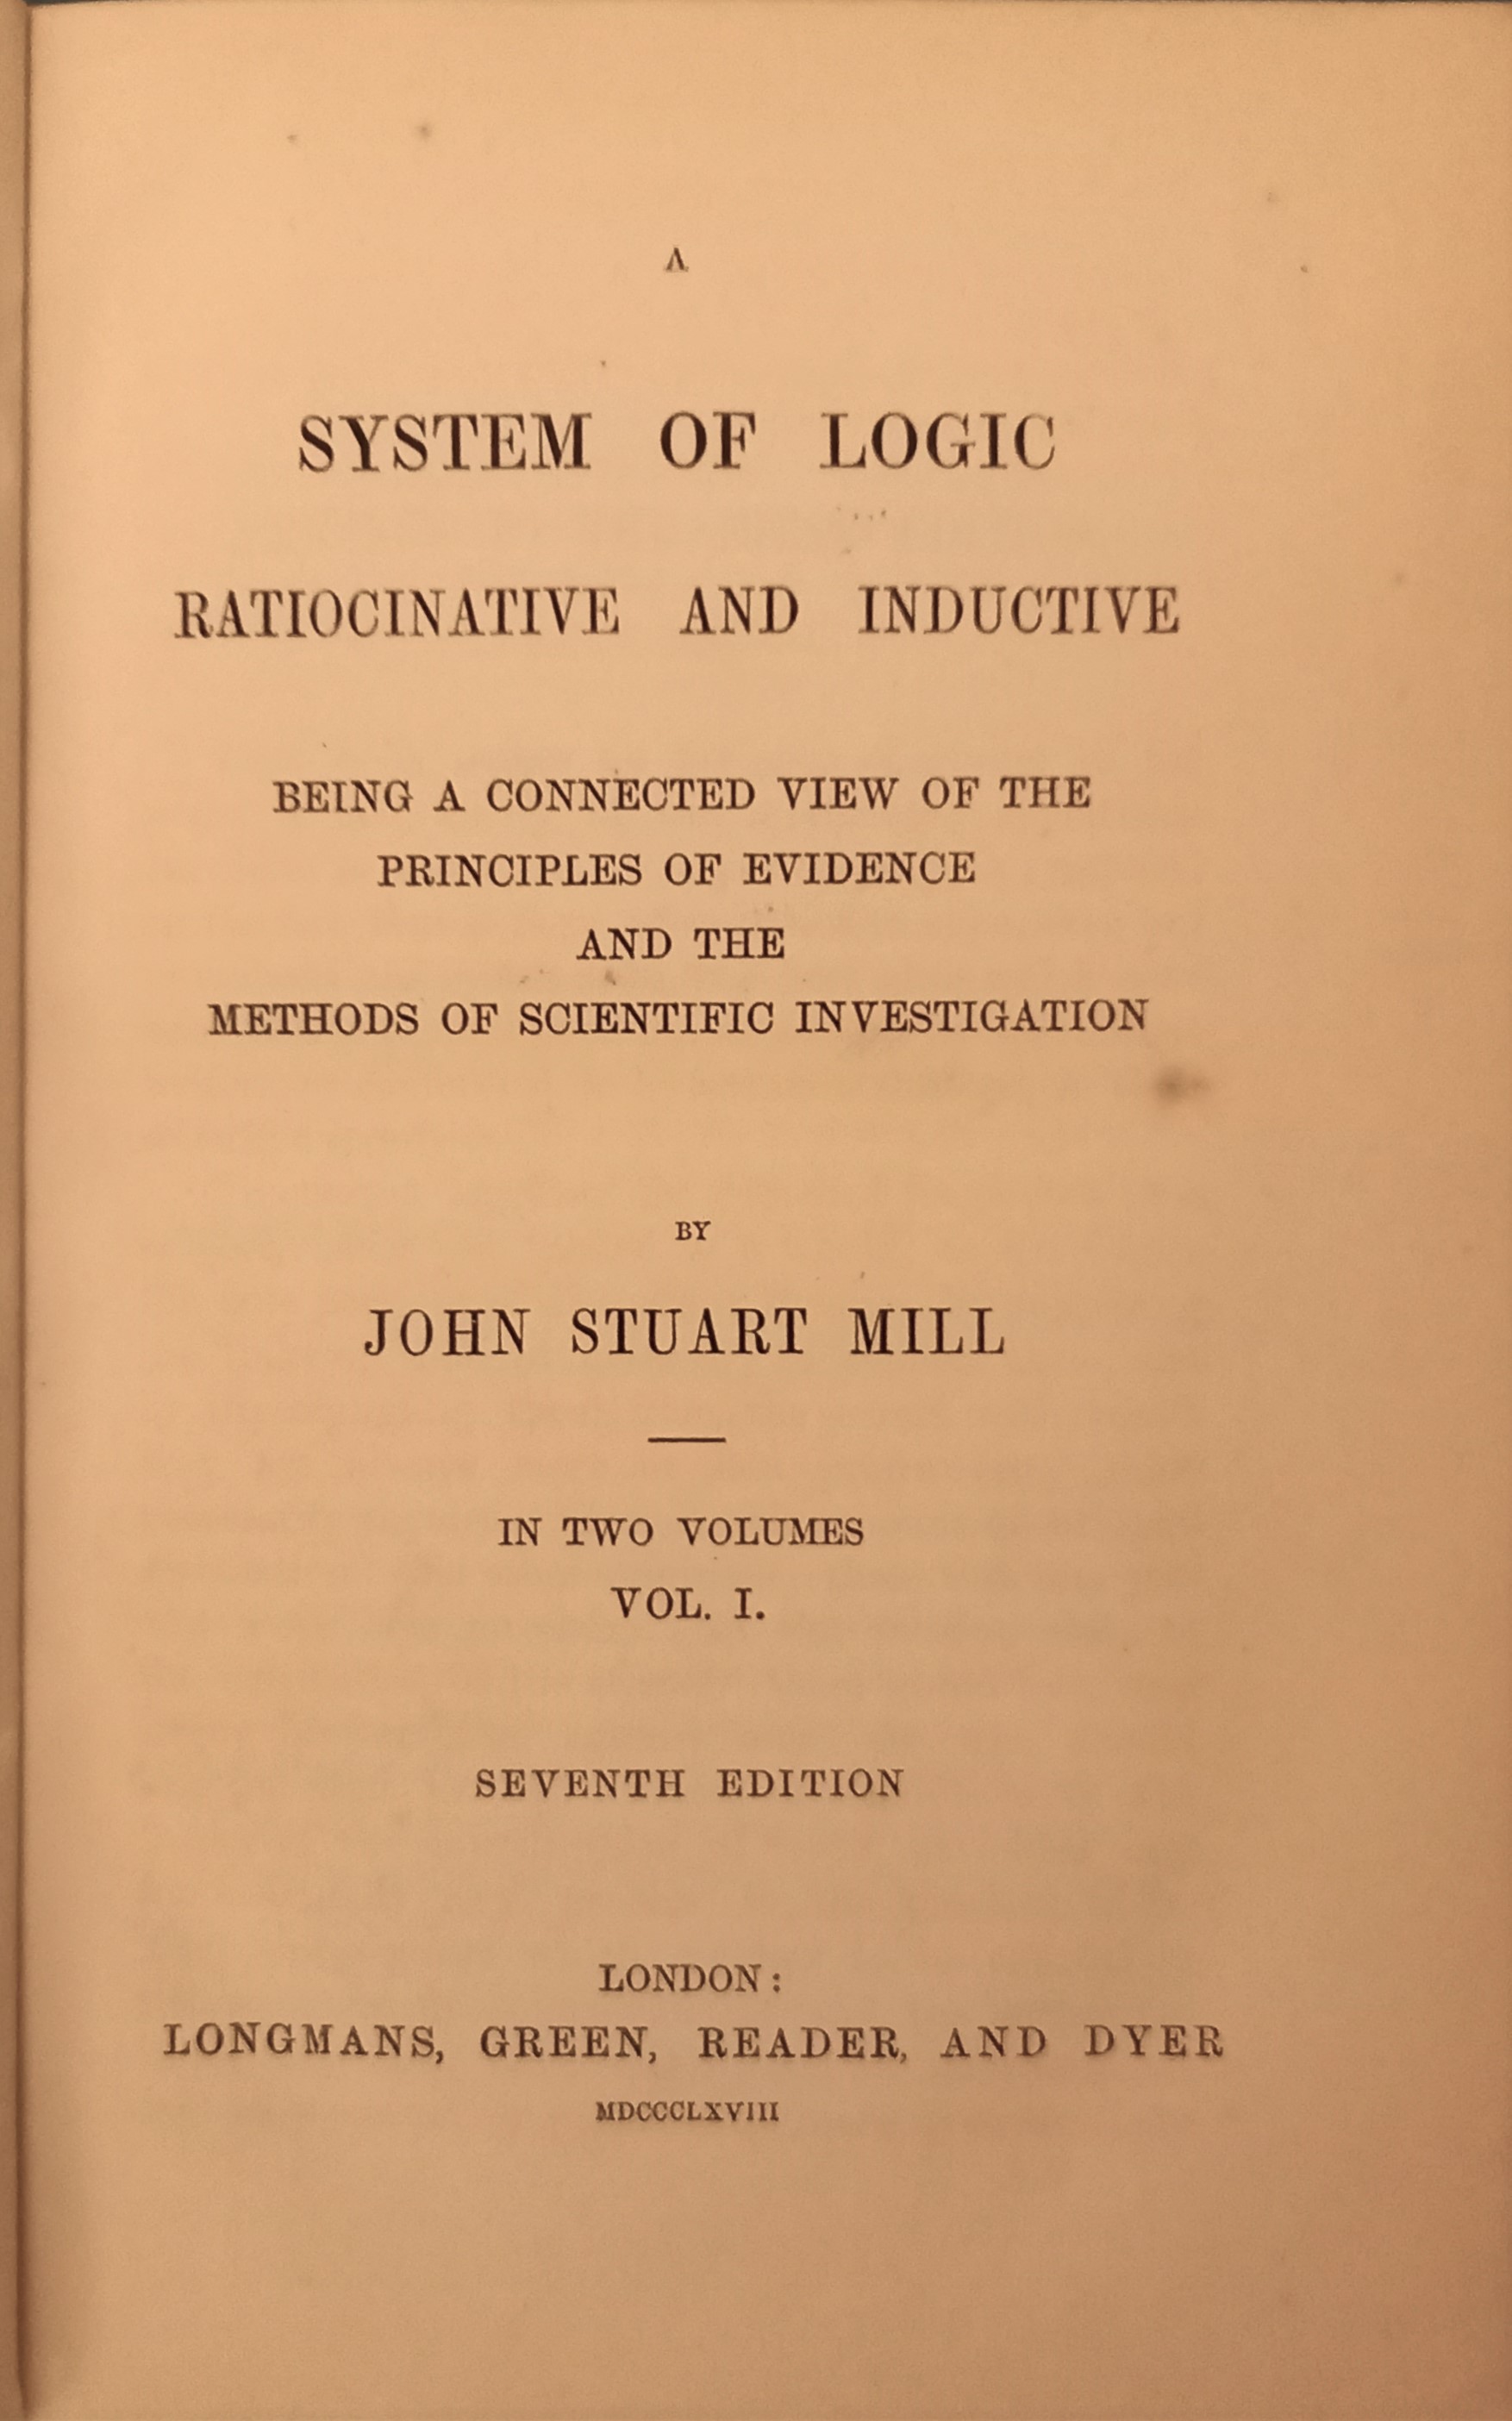 A
SYSTEM OF LOGIC
RATIOCINATIVE AND INDUCTIVE
BEING A CONNECTED VIEW OF THE
PRINCIPLES OF EVIDENCE
AND THE
METHODS OF SCIENTIFIC INVESTIGATION
BY
JOHN STUART MILL
IN TWO VOLUMES
VOL. I.
SEVENTH EDITION
LONDON:
LONGMANS, GREEN, READER, AND DYER
MDCCCLXVIII